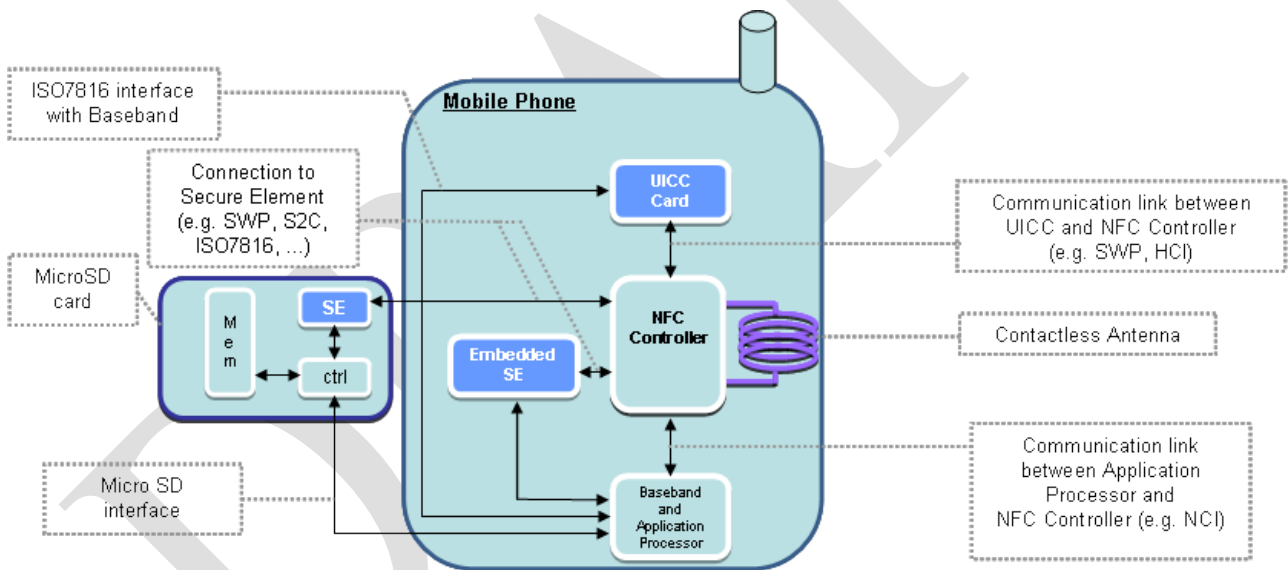 ISO7816 interface
with Baseband
Mobile Phone
Connection to
Secure Element
(e.g. SWP, S2C,
ISO7816, ...)
UICC
Card
Communication link between
UICC and NFC Controller
(e.g. SWP, HCI)
MicroSD
card
M
e
m
SE
ctrl
NFC
Controller
Embedded
SE
Contactless Antenna
Micro SD
interface
Baseband
and
Application
Processor
Communication link
between Application
Processor and
NFC Controller (e.g. NCI)